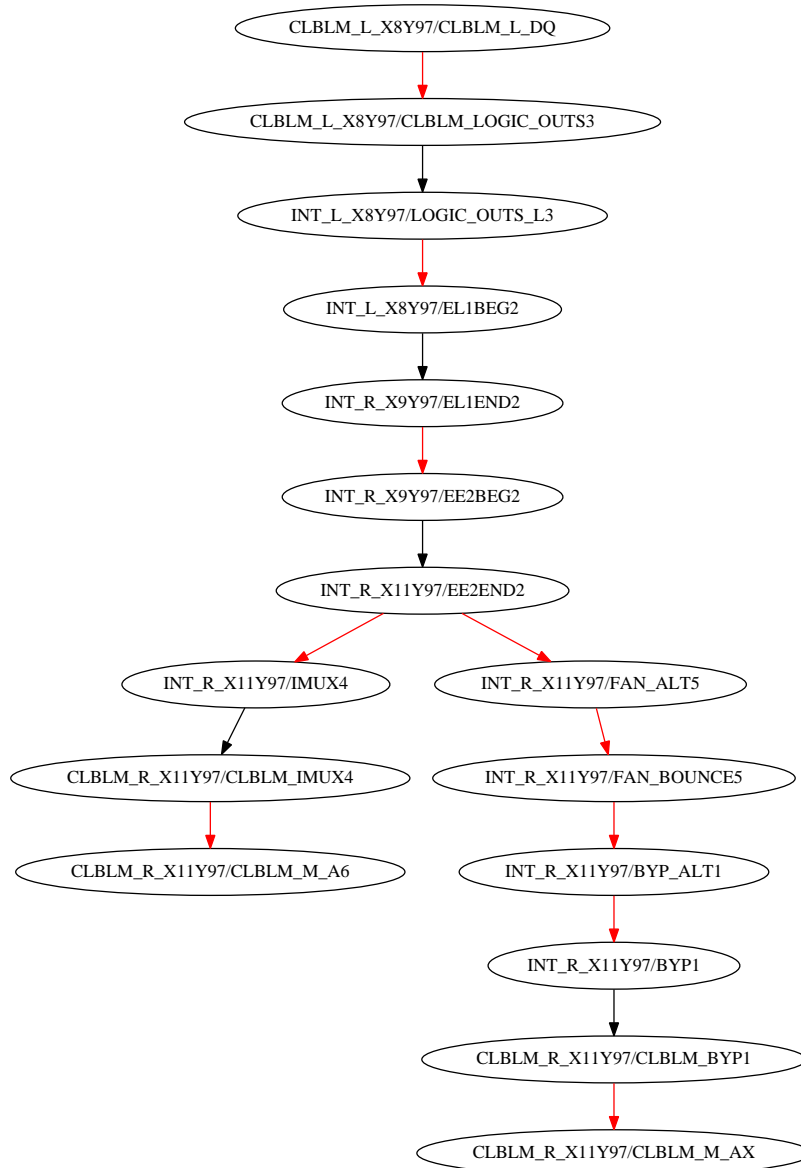 CLBLM_L_X8Y97/CLBLM_L_DQ
CLBLM_L_X8Y97/CLBLM_LOGIC_OUTS3
INT_L_X8Y97/LOGIC_OUTS_L3
INT_L_X8Y97/EL1BEG2
INT_R_X9Y97/EL1END2
INT_R_X9Y97/EE2BEG2
INT_R_X11Y97/EE2END2
INT_R_X11Y97/IMUX4
INT_R_X11Y97/FAN_ALT5
CLBLM_R_X11Y97/CLBLM_IMUX4
INT_R_X11Y97/FAN_BOUNCE5
CLBLM_R_X11Y97/CLBLM_M_A6
INT_R_X11Y97/BYP_ALT1
INT_R_X11Y97/BYP1
CLBLM_R_X11Y97/CLBLM_BYP1
CLBLM_R_X11Y97/CLBLM_M_AX